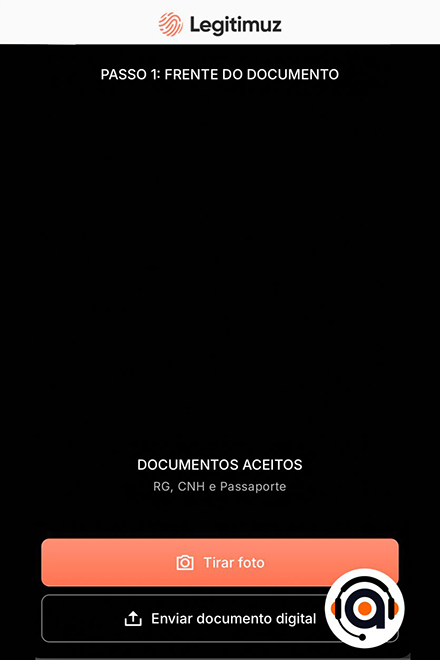 Legitimuz
PASSO 1: FRENTE DO DOCUMENTO
DOCUMENTOS ACEITOS
RG, CNH e Passaporte
Tirar foto
Enviar documento digital